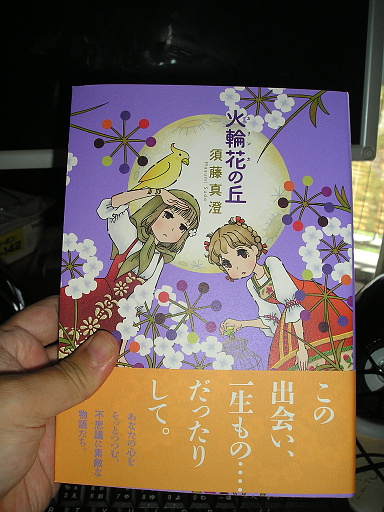 火輪花の丘
須藤真澄
Masumi Sudo
この
出会い、
一生もの‥‥
だったり
して。
あなたの心を
そっとつつむ、
不思議に素敵な
物語たち。